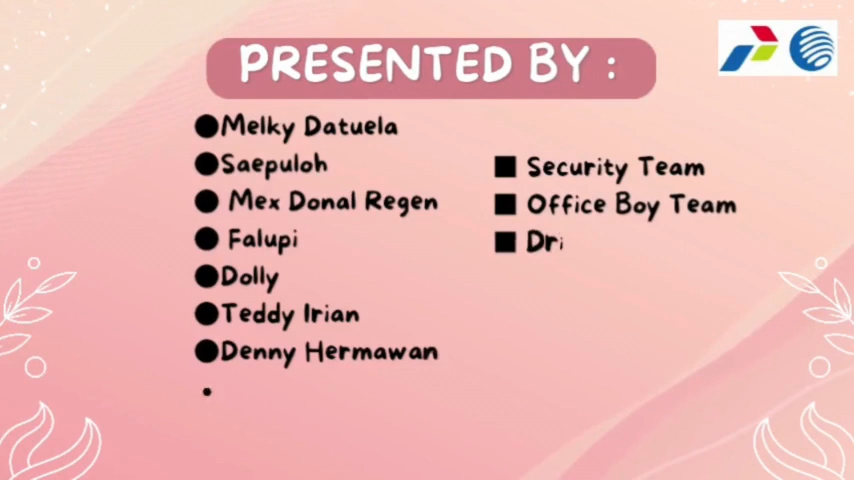 PRESENTED BY :
Melky Datuela
Saepuloh
Mex Donal Regen
Falupi
Dolly
Teddy Irian
Denny Hermawan
Security Team
Office Boy Team
Dri